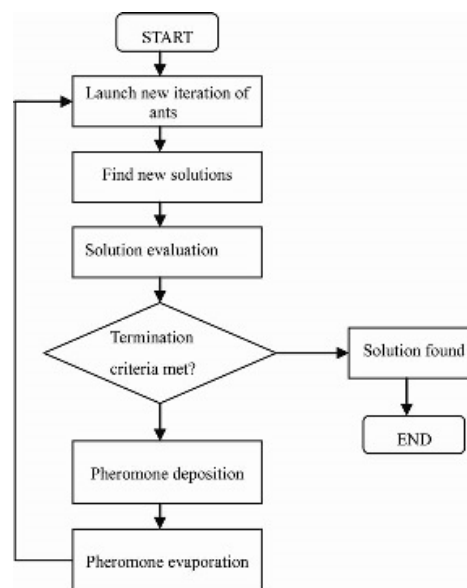 START
Launch new iteration of
ants
Find new solutions
Solution evaluation
Termination
criteria met?
Solution found
END
Pheromone deposition
Pheromone evaporation